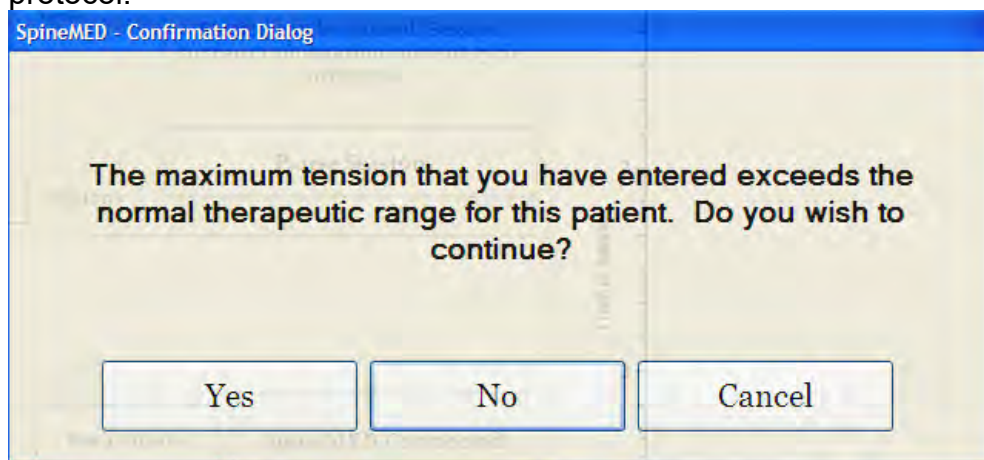 protocol.
SpineMED - Confirmation Dialog
The maximum tension that you have entered exceeds the
normal therapeutic range for this patient. Do you wish to
continue?
Yes
No
Cancel